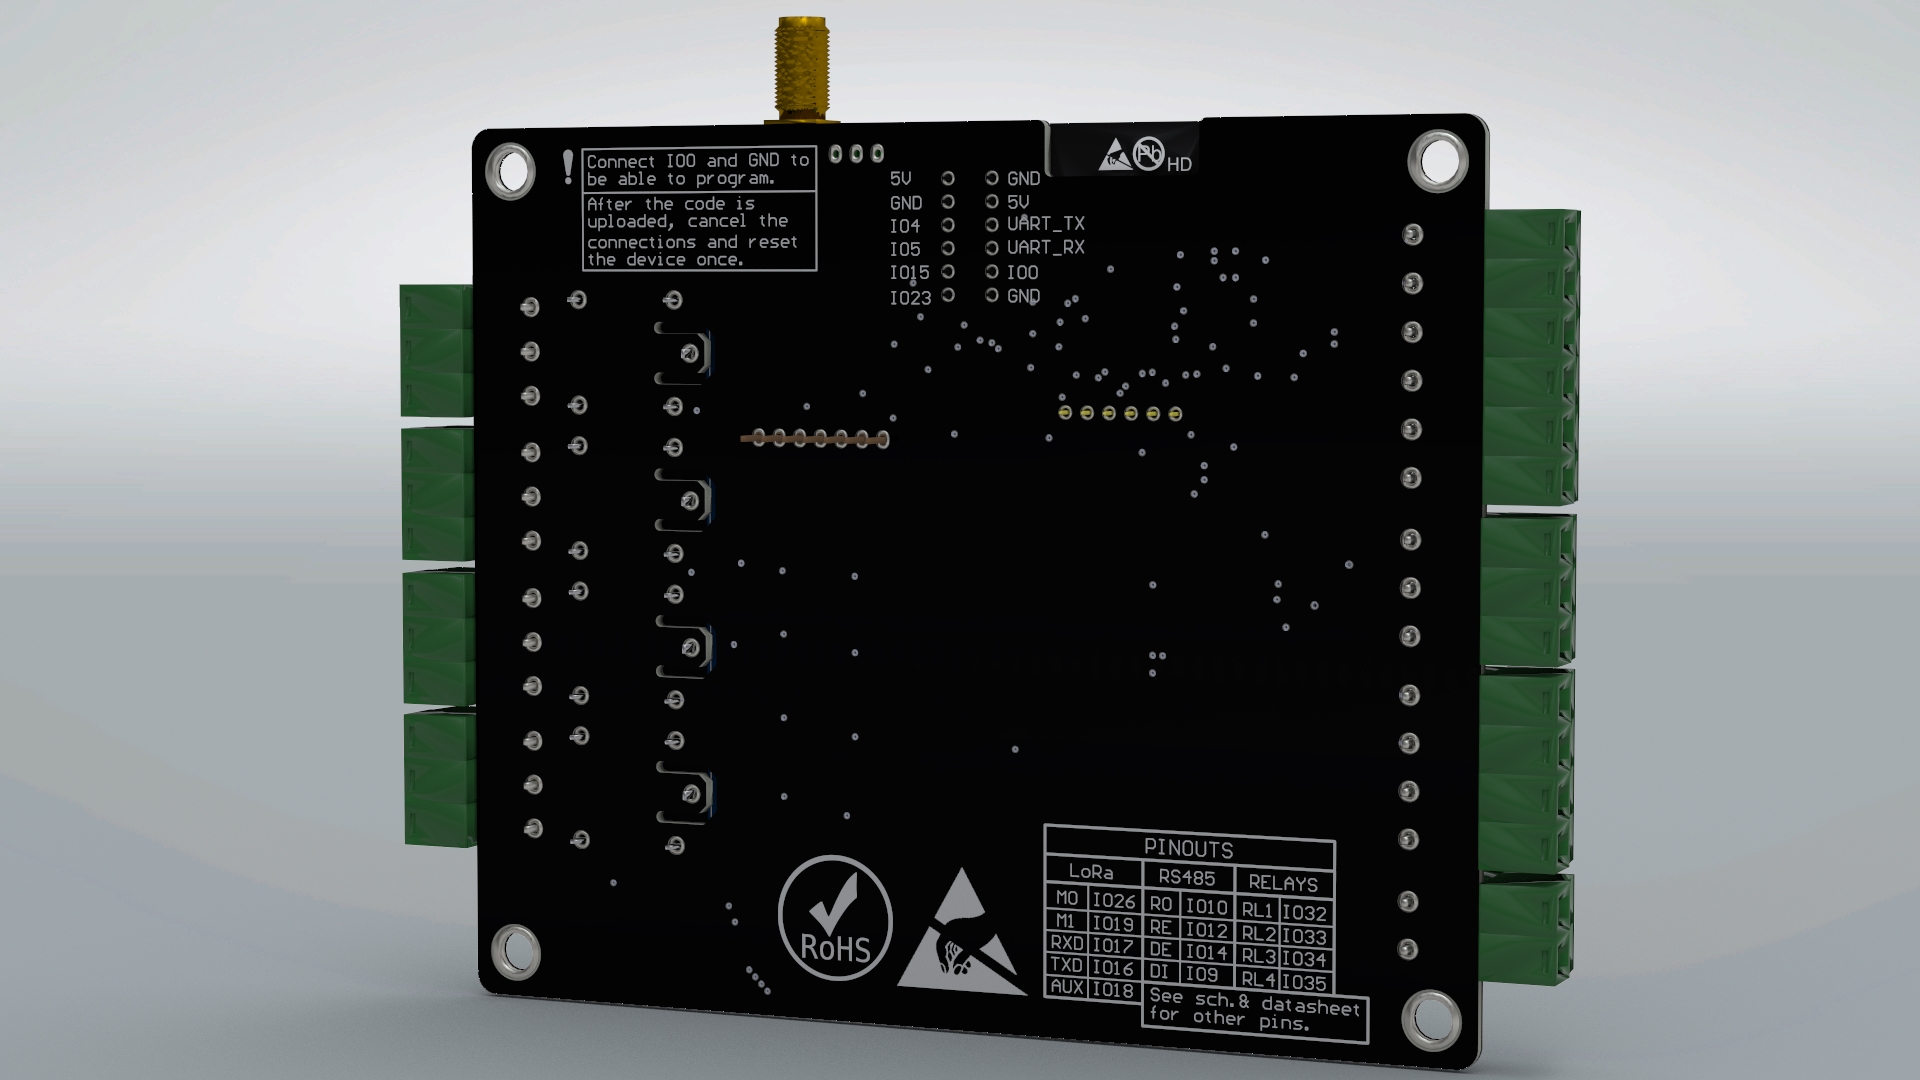 Connect IO0 and GND to
be able to program.
After the code is
uploaded, cancel the
connections and reset
the device once.
Pb
HD
5V GND
GND 5V
IO4 UART_TX
IO5 UART_RX
IO15 IO0
IO23 GND
RoHS
PINOUTS
LoRa RS485 RELAYS
M0 IO26 RO IO10 RL1 IO32
M1 IO19 RE IO12 RL2 IO33
RXD IO17 DE IO14 RL3 IO34
TXD IO16 DI IO9 RL4 IO35
AUX IO18
See sch.& datasheet
for other pins.